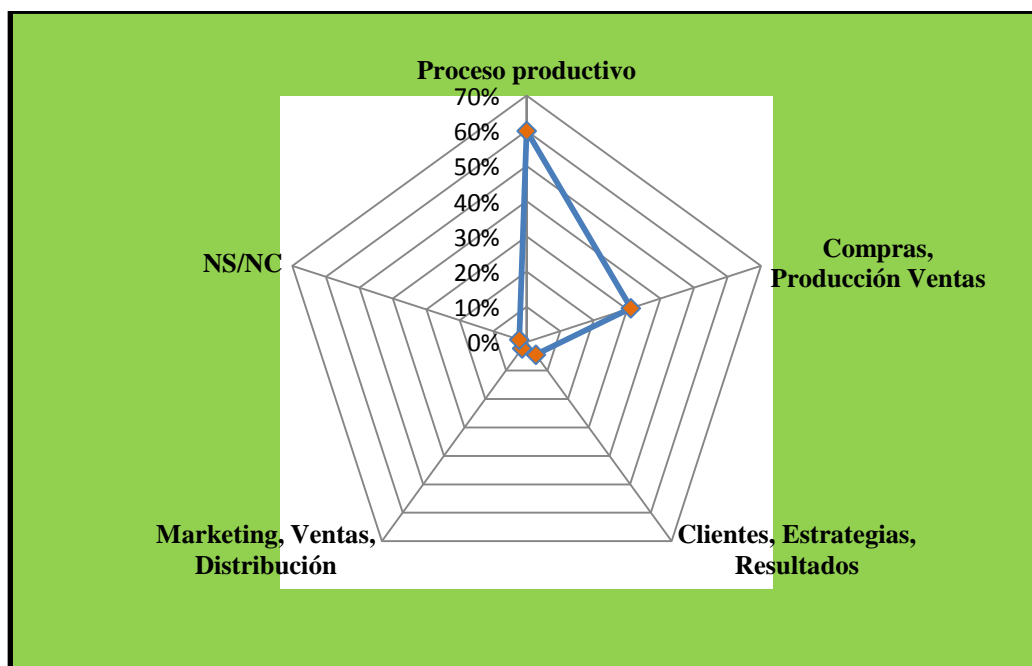 Proceso productivo
70%
60%
50%
40%
30%
20%
10%
0%
Compras,
Producción Ventas
Clientes, Estrategias,
Resultados
Marketing, Ventas,
Distribución
NS/NC